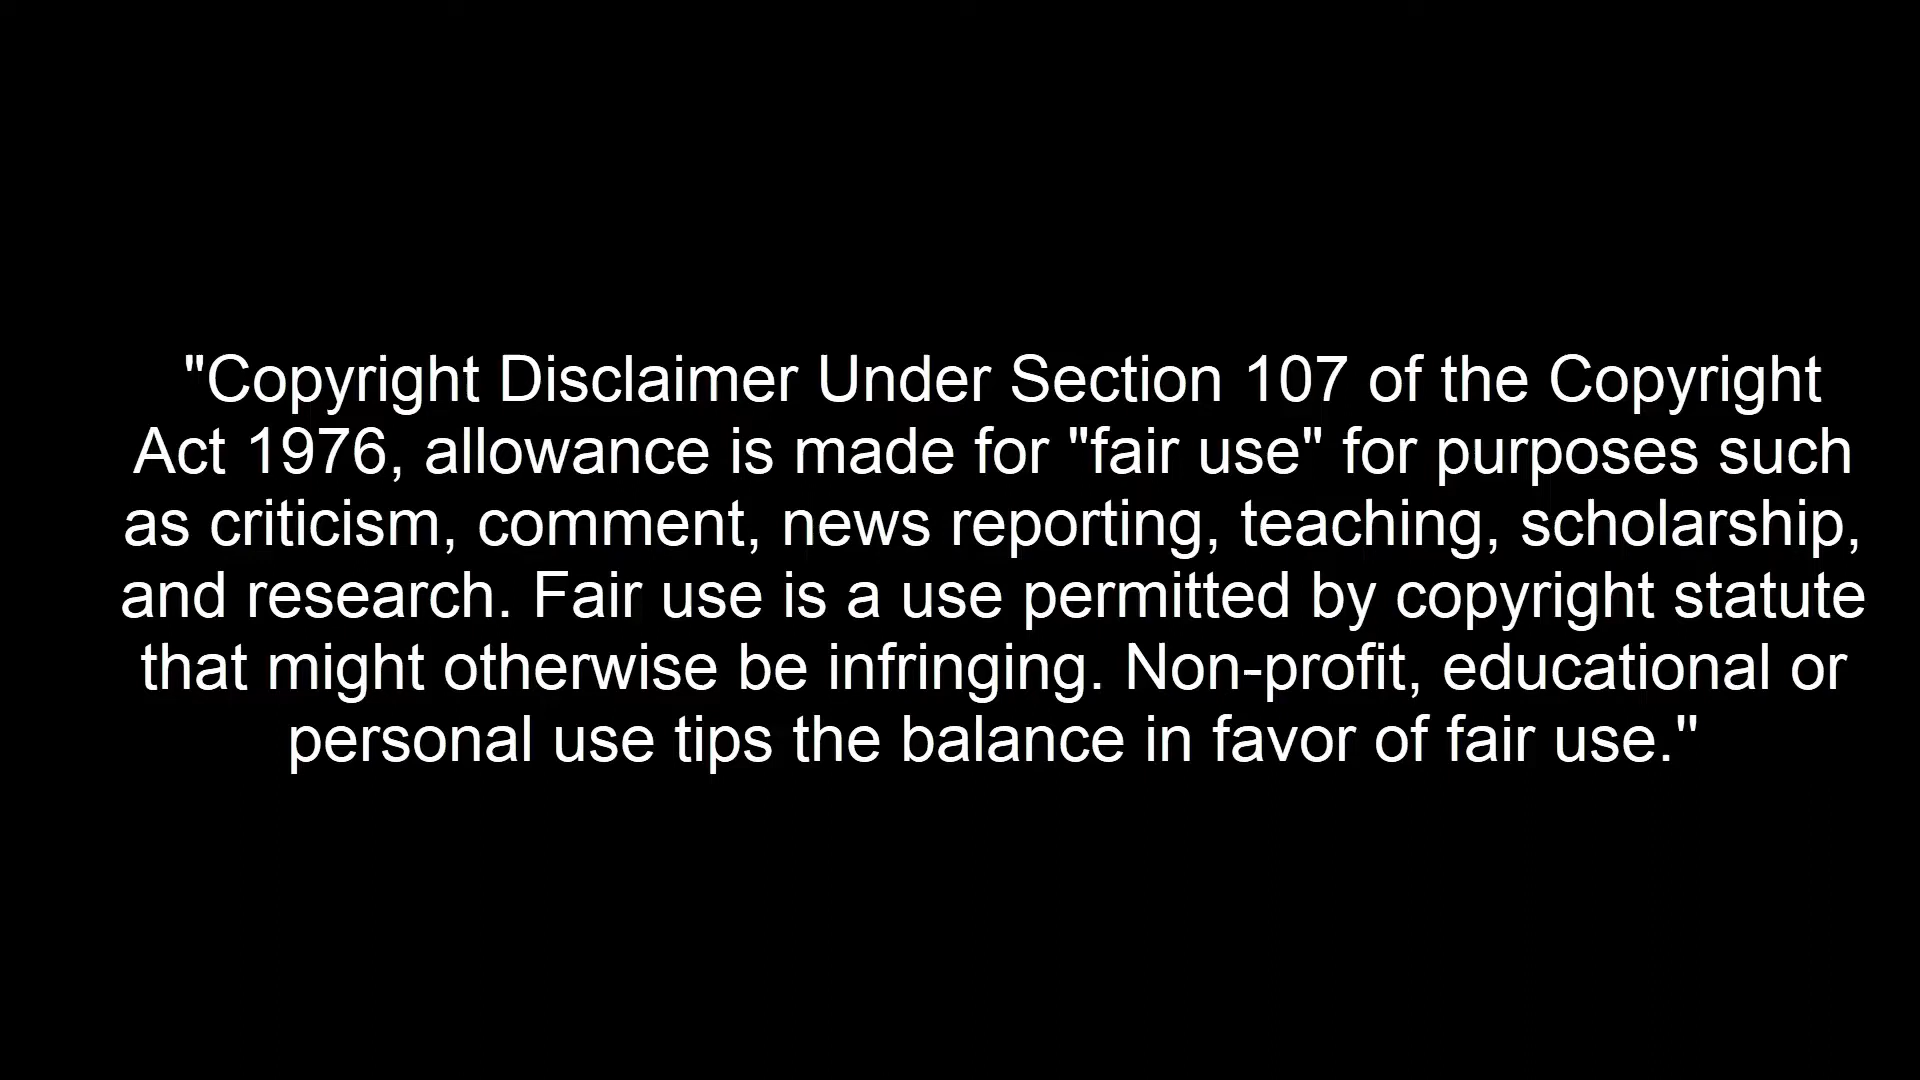 "Copyright Disclaimer Under Section 107 of the Copyright
Act 1976, allowance is made for "fair use" for purposes such
as criticism, comment, news reporting, teaching, scholarship,
and research. Fair use is a use permitted by copyright statute
that might otherwise be infringing. Non-profit, educational or
personal use tips the balance in favor of fair use."